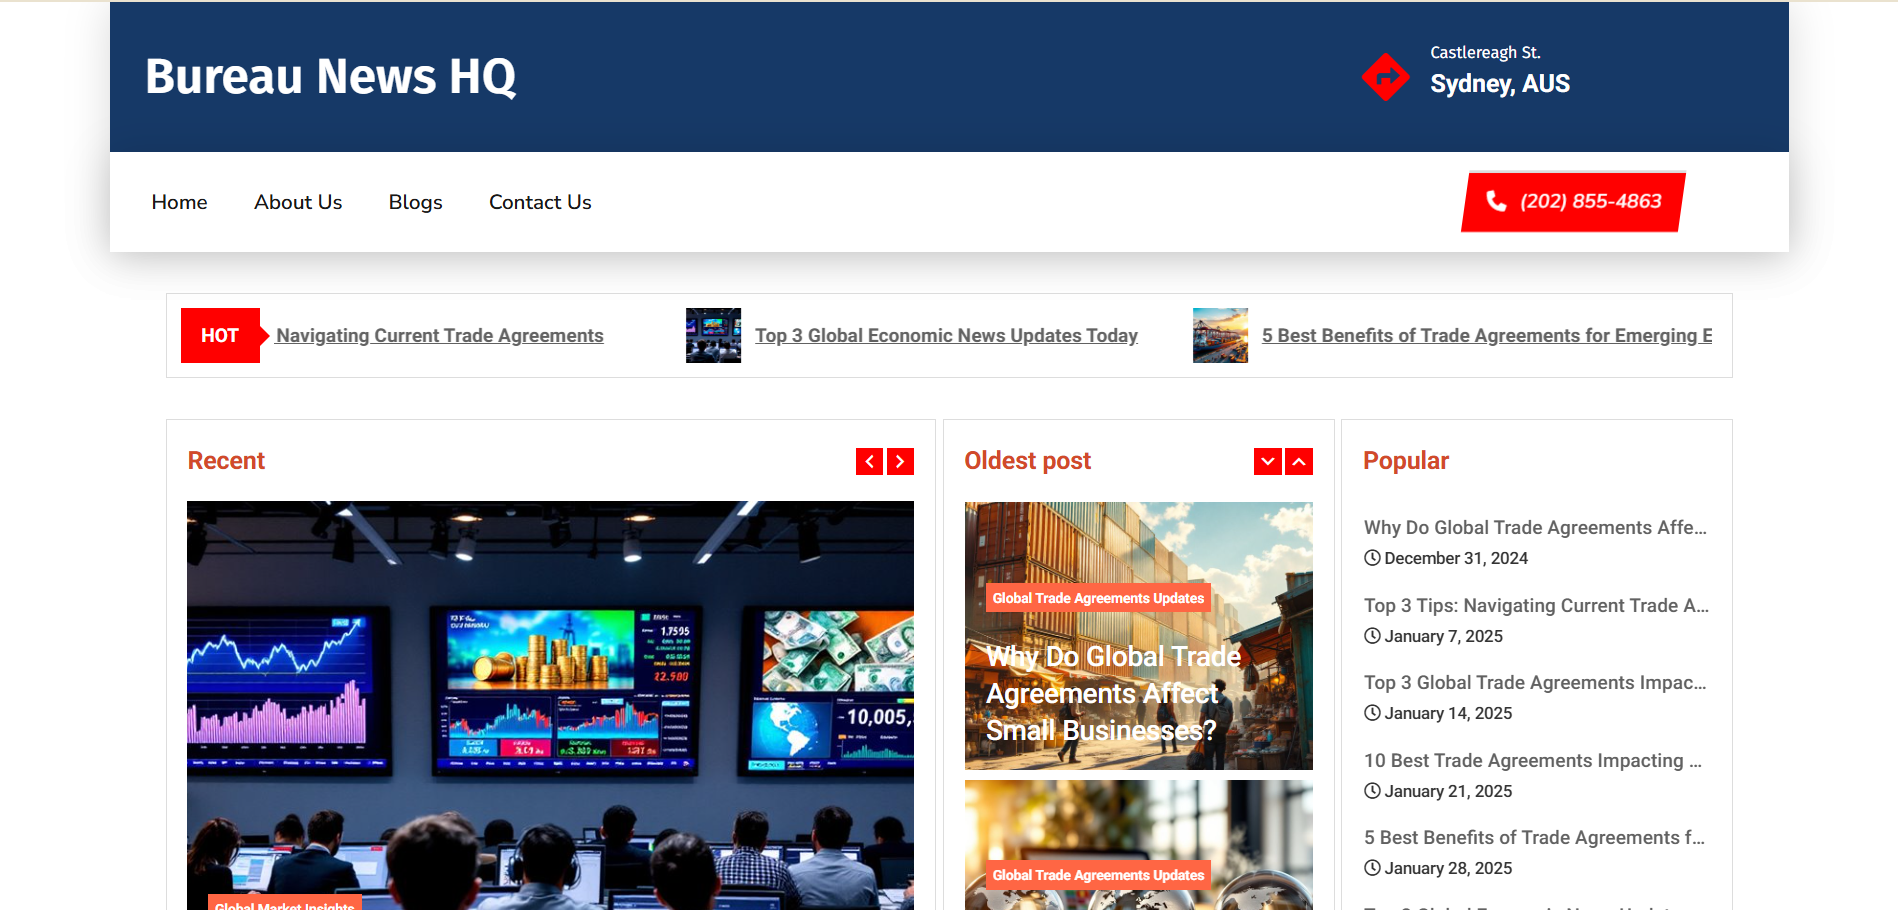 Bureau News HQ
Castlereagh St.
Sydney, AUS
Home
About Us
Blogs
Contact Us
(202) 855-4863
HOT
Navigating Current Trade Agreements
Top 3 Global Economic News Updates Today
5 Best Benefits of Trade Agreements for Emerging E
Recent
Global Market Insights
Oldest post
Global Trade Agreements Updates
Why Do Global Trade
Agreements Affect
Small Businesses?
Global Trade Agreements Updates
Popular
Why Do Global Trade Agreements Affe...
December 31, 2024
Top 3 Tips: Navigating Current Trade A...
January 7, 2025
Top 3 Global Trade Agreements Impac...
January 14, 2025
10 Best Trade Agreements Impacting ...
January 21, 2025
5 Best Benefits of Trade Agreements f...
January 28, 2025